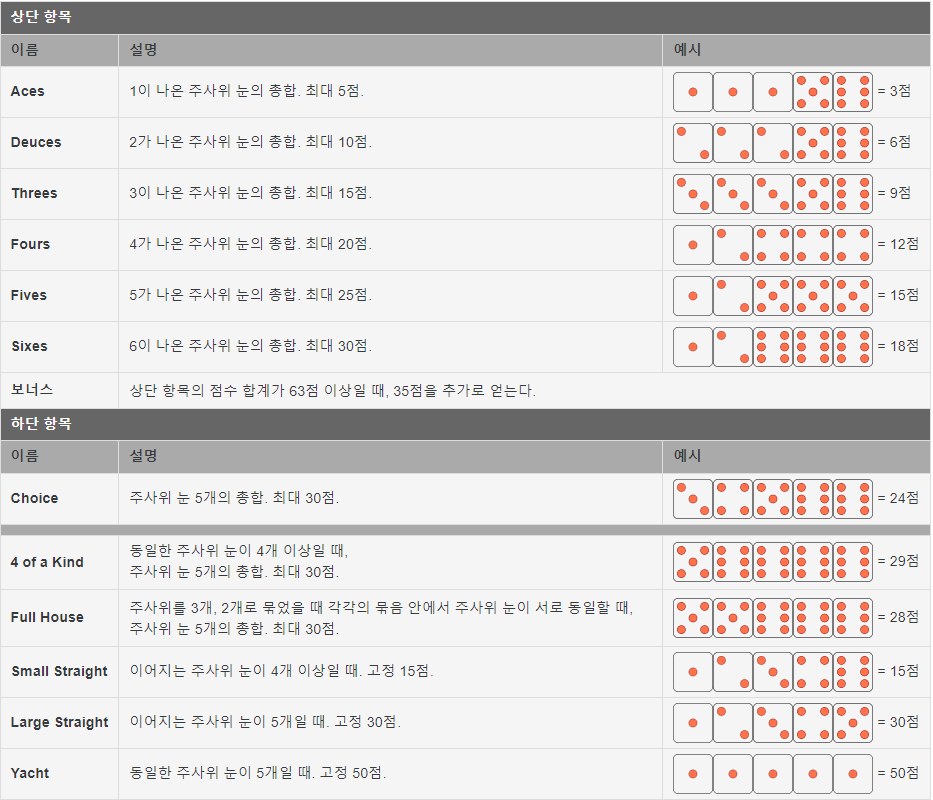 상단 항목
이름 설명 예시
Aces 1이 나온 주사위 눈의 총합. 최대 5점. = 3점
Deuces 2가 나온 주사위 눈의 총합. 최대 10점. = 6점
Threes 3이 나온 주사위 눈의 총합. 최대 15점. = 9점
Fours 4가 나온 주사위 눈의 총합. 최대 20점. = 12점
Fives 5가 나온 주사위 눈의 총합. 최대 25점. = 15점
Sixes 6이 나온 주사위 눈의 총합. 최대 30점. = 18점
보너스 상단 항목의 점수 합계가 63점 이상일 때, 35점을 추가로 얻는다.
하단 항목
이름 설명 예시
Choice 주사위 눈 5개의 총합. 최대 30점. = 24점
4 of a Kind 동일한 주사위 눈이 4개 이상일 때,
주사위 눈 5개의 총합. 최대 30점. = 29점
Full House 주사위를 3개, 2개로 묶었을 때 각각의 묶음 안에서 주사위 눈이 서로 동일할 때,
주사위 눈 5개의 총합. 최대 30점. = 28점
Small Straight 이어지는 주사위 눈이 4개 이상일 때. 고정 15점. = 15점
Large Straight 이어지는 주사위 눈이 5개일 때. 고정 30점. = 30점
Yacht 동일한 주사위 눈이 5개일 때. 고정 50점. = 50점